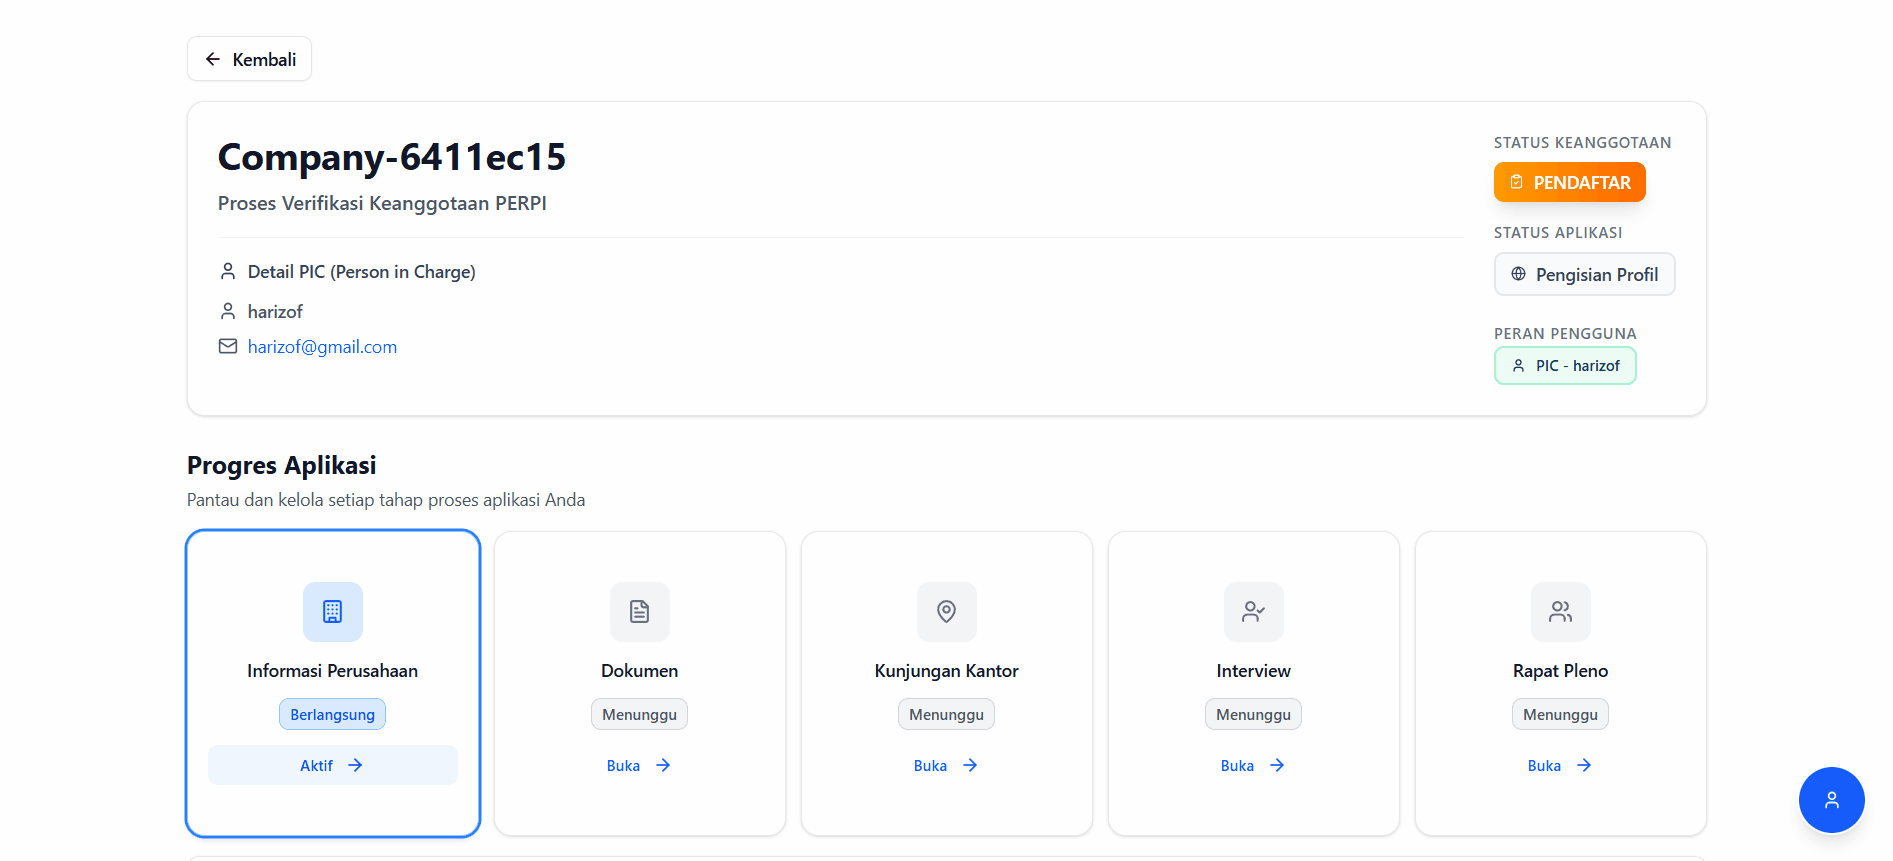 Kembali
Company-6411ec15
Proses Verifikasi Keanggotaan PERPI
Detail PIC (Person in Charge)
harizof
harizof@gmail.com
STATUS KEANGGOTAAN
PENDAFTAR
STATUS APLIKASI
Pengisian Profil
PERAN PENGGUNA
PIC - harizof
Progres Aplikasi
Pantau dan kelola setiap tahap proses aplikasi Anda
Informasi Perusahaan
Berlangsung
Aktif
Dokumen
Menunggu
Buka
Kunjungan Kantor
Menunggu
Buka
Interview
Menunggu
Buka
Rapat Pleno
Menunggu
Buka